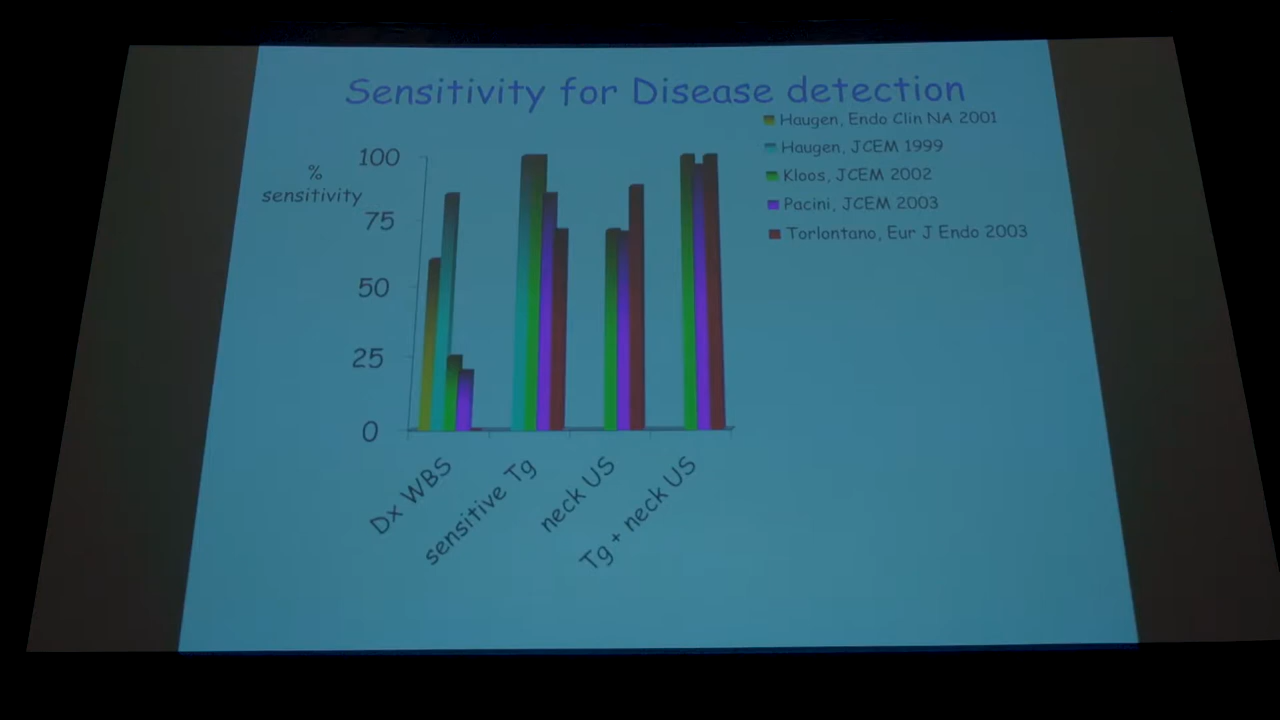 Sensitivity for Disease detection
Haugen, Endo Clin NA 2001
Haugen, JCEM 1999
Kloos, JCEM 2002
Pacini, JCEM 2003
Torlontano, Eur J Endo 2003
%
sensitivity
100
75
50
25
0
Dx WBS
sensitive Tg
neck US
Tg + neck US